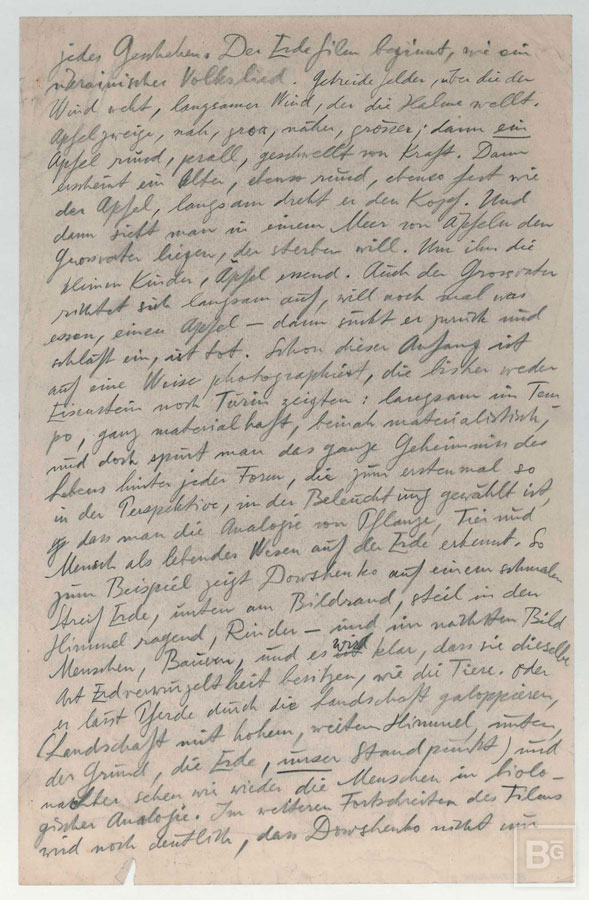 jedes Geschehen. Der Erdefilm beginnt, wie ein
ukrainisches Volkslied. Getreidefelder, über die der
Wind weht, langsamer Wind, der die Halme wellt.
Apfelzweige, nah, gross, näher, grösser; dann ein
Apfel rund, prall, geschwellt von Kraft. Dann
erscheint ein Alter, ebenso rund, ebenso fest wie
der Apfel, langsam dreht er den Kopf. Und
dann sieht man in einem Meer von Äpfeln den
Grossvater liegen, der sterben will. Um ihn die
kleinen Kinder, Äpfel essend. Auch der Grossvater
richtet sich langsam auf, will noch mal was
essen, einen Apfel – dann sinkt er zurück und
schläft ein, ist tot. Schon dieser Anfang ist
auf eine Weise photographiert, die bisher weder
Eisenstein noch Turin zeigten: langsam im Tem-
po, ganz materialhaft, beinah materialistisch,
und doch spürt man das ganze Geheimniss des
Lebens hinter jeder Form, die zum erstenmal so
in der Perspektive, in der Beleuchtung gewählt ist,
dass man die Analogie von Pflanze, Tier und
Mensch als lebendes Wesen auf der Erde erkennt. So
zum Beispiel zeigt Dowshenko auf einem schmalen
Streif Erde, unten am Bildrand, steil in den
Himmel ragend, Rinder – und im nächsten Bild
Menschen, Bauern, und es wird klar, dass sie dieselbe
Art Erdverwurzeltheit besitzen, wie die Tiere. Oder
er lässt Pferde durch die Landschaft galoppieren,
(Landschaft mit hohem, weitem Himmel, unten,
der Grund, die Erde, unser Standpunkt) und
nachher sehen wir wieder die Menschen in biolo-
gischer Analogie. Im weiteren Fortschreiten des Films
wird noch deutlich, dass Dowshenko nicht nur
BG